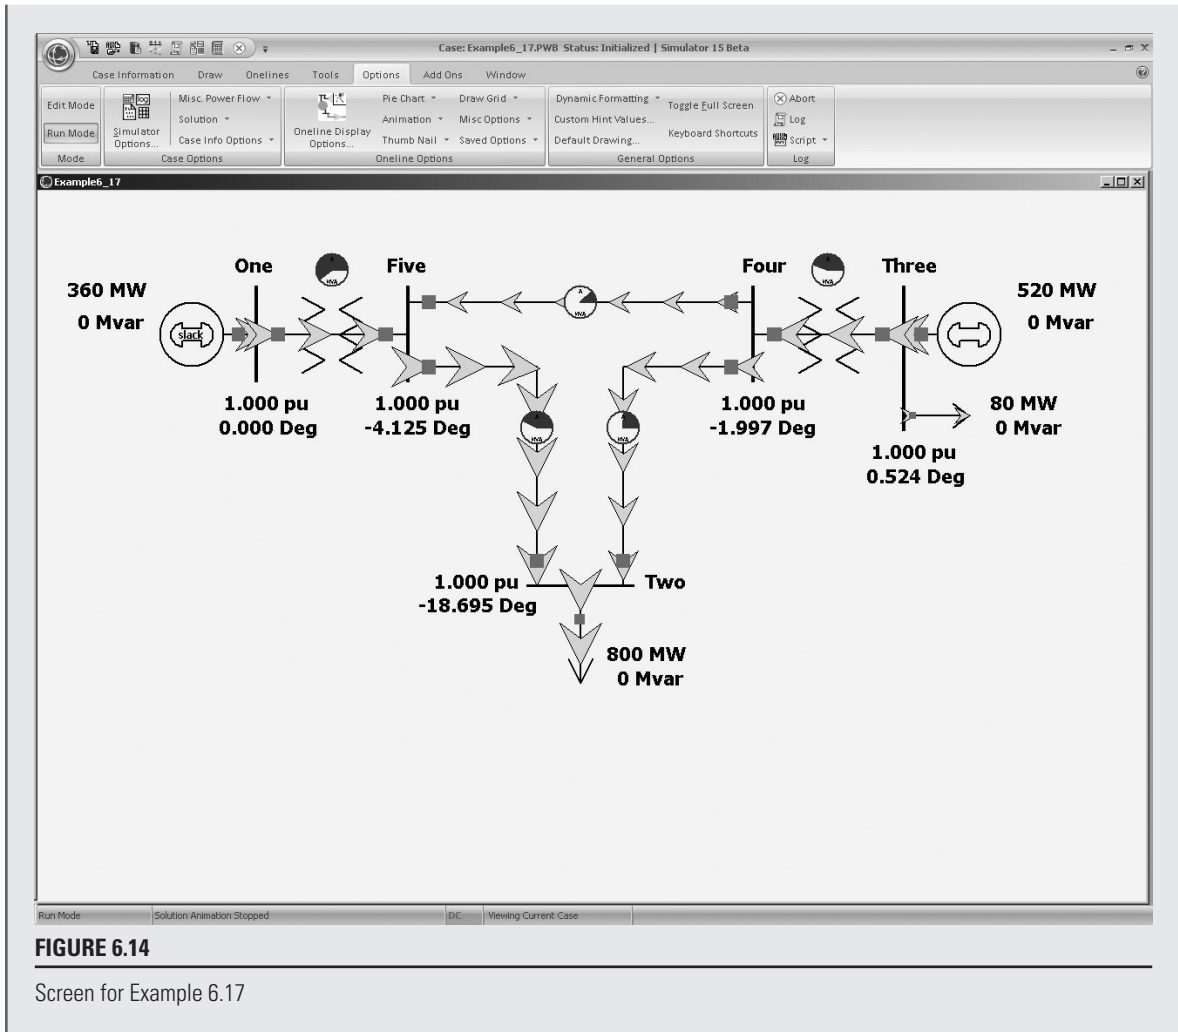 Case: Example6_17.PWB Status: Initialized | Simulator 15 Beta
Case Information Draw Onelines Tools Options Add Ons Window
Edit Mode
Run Mode
Mode
Simulator
Options...
Misc. Power Flow
Solution
Case Info Options
Case Options
Oneline Display
Options...
Pie Chart
Animation
Thumb Nail
Draw Grid
Misc Options
Saved Options
Oneline Options
Dynamic Formatting
Custom Hint Values...
Default Drawing...
Toggle Full Screen
Keyboard Shortcuts
General Options
Abort
Log
Script
Log
Example6_17
One
Five
Four
Three
360 MW
0 Mvar
slack
A
MVA
A
MVA
A
MVA
520 MW
0 Mvar
1.000 pu
0.000 Deg
1.000 pu
-4.125 Deg
1.000 pu
-1.997 Deg
80 MW
0 Mvar
1.000 pu
0.524 Deg
A
MVA
A
MVA
1.000 pu
-18.695 Deg
Two
800 MW
0 Mvar
Run Mode
Solution Animation Stopped
DC
Viewing Current Case
FIGURE 6.14
Screen for Example 6.17